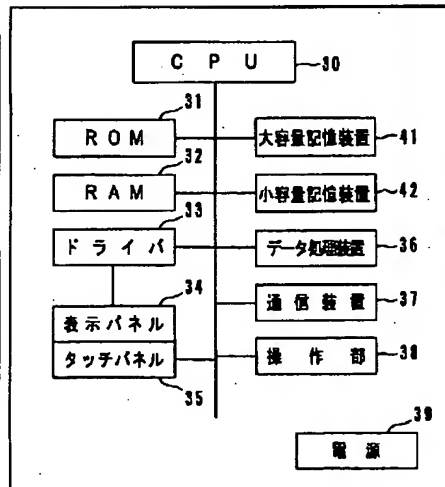 CPU
30
31
ROM
大容量記憶装置
41
32
RAM
小容量記憶装置
42
33
ドライバ
データ処理装置
36
34
表示パネル
通信装置
37
タッチパネル
操作部
38
35
39
電源